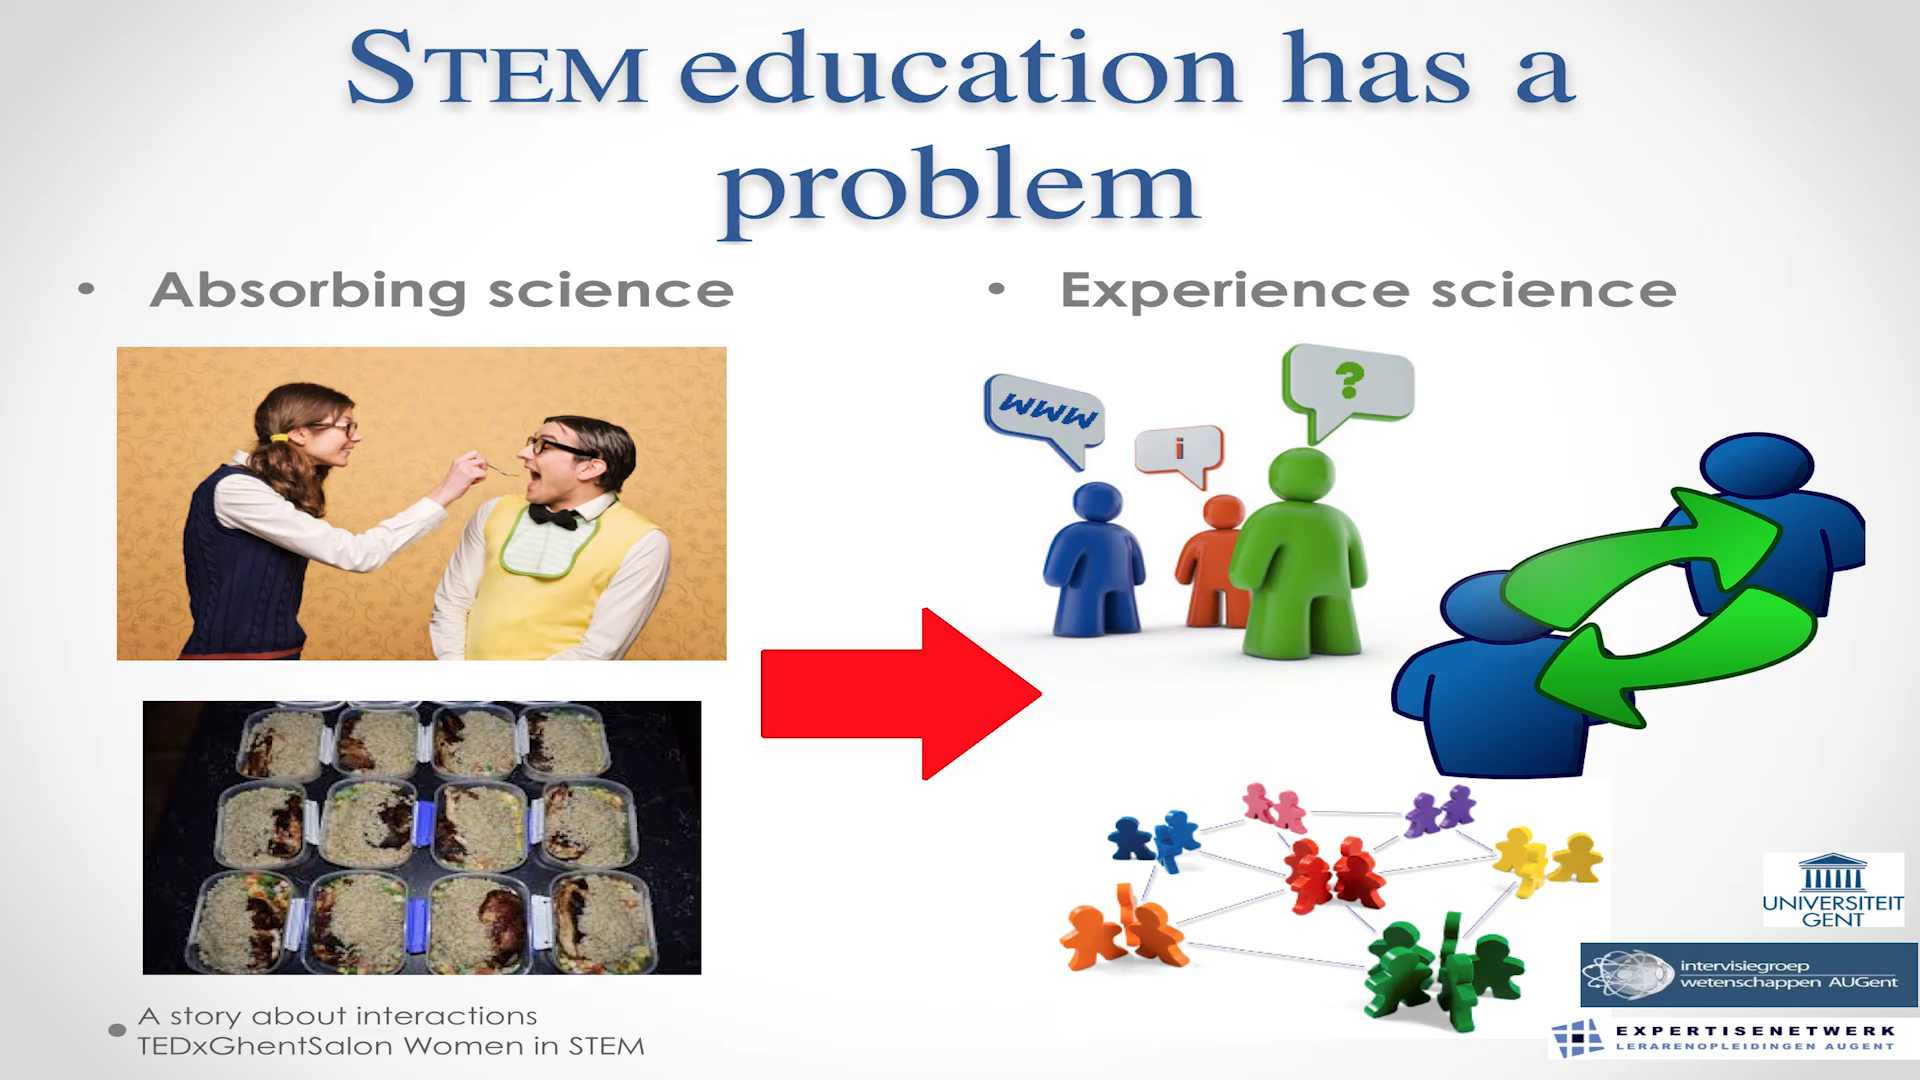 STEM education has a
problem
• Absorbing science
• Experience science
www
i
?
• A story about interactions
TEDxGhentSalon Women in STEM
UNIVERSITEIT
GENT
intervisiegroep
wetenschappen AUGent
EXPERTISENETWERK
LERARENOPLEIDINGEN AUGENT